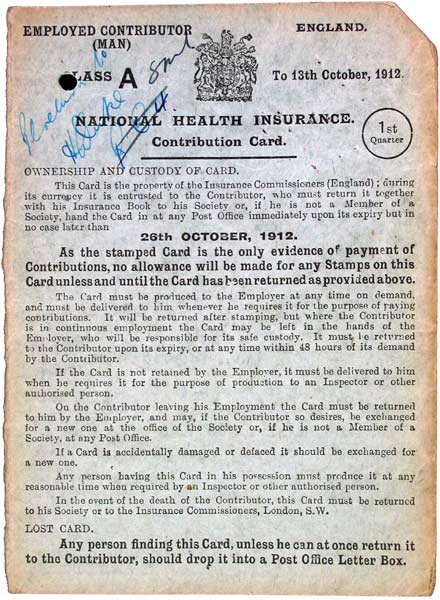 EMPLOYED CONTRIBUTOR
(MAN)
ENGLAND.
LASS A
To 13th October, 1912.
NATIONAL HEALTH INSURANCE.
Contribution Card.
1st
Quarter
OWNERSHIP AND CUSTODY OF CARD.
This Card is the property of the Insurance Commissioners (England); during
its currency it is entrusted to the Contributor, who must return it together
with his Insurance Book to his Society or, if he is not a Member of a
Society, hand the Card in at any Post Office immediately upon its expiry but in
no case later than
26th OCTOBER, 1912.
As the stamped Card is the only evidence of payment of
Contributions, no allowance will be made for any Stamps on this
Card unless and until the Card has been returned as provided above.
The Card must be produced to the Employer at any time on demand,
and must be delivered to him whenever he requires it for the purpose of paying
contributions. It will be returned after stamping, but where the Contributor
is in continuous employment the Card may be left in the hands of the
Employer, who will be responsible for its safe custody. It must be returned
to the Contributor upon its expiry, or at any time within 48 hours of its demand
by the Contributor.
If the Card is not retained by the Employer, it must be delivered to him
when he requires it for the purpose of production to an Inspector or other
authorised person.
On the Contributor leaving his Employment the Card must be returned
to him by the Employer, and may, if the Contributor so desires, be exchanged
for a new one at the office of the Society or, if he is not a Member of a
Society, at any Post Office.
If a Card is accidentally damaged or defaced it should be exchanged for
a new one.
Any person having this Card in his possession must produce it at any
reasonable time when required by an Inspector or other authorised person.
In the event of the death of the Contributor, this Card must be returned
to his Society or to the Insurance Commissioners, London, S.W.
LOST CARD.
Any person finding this Card, unless he can at once return it
to the Contributor, should drop it into a Post Office Letter Box.